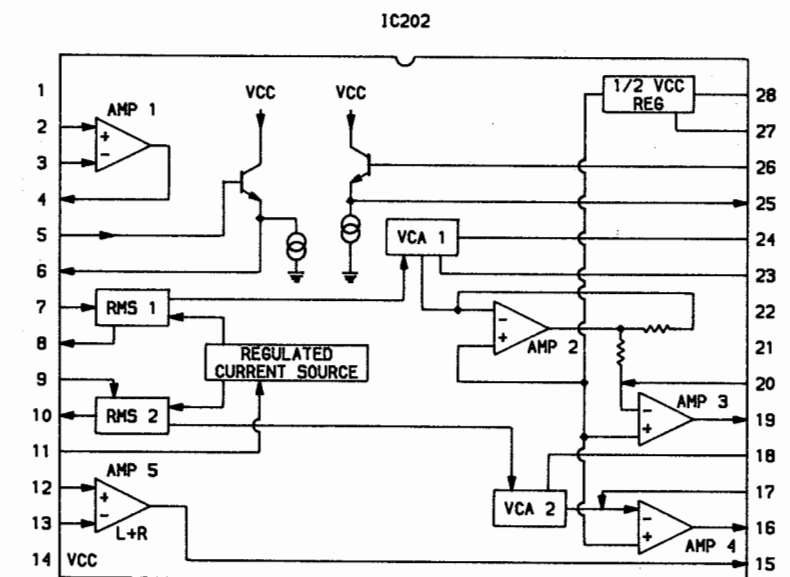 IC202
1
2
3
4
5
6
7
8
9
10
11
12
13
14
AMP 1
+
−
VCC
VCC
1/2 VCC
REG
28
27
26
25
24
23
22
21
20
19
18
17
16
15
VCA 1
RMS 1
−
+
AMP 2
REGULATED
CURRENT SOURCE
RMS 2
AMP 3
−
+
AMP 5
+
−
L+R
VCA 2
−
+
AMP 4
VCC